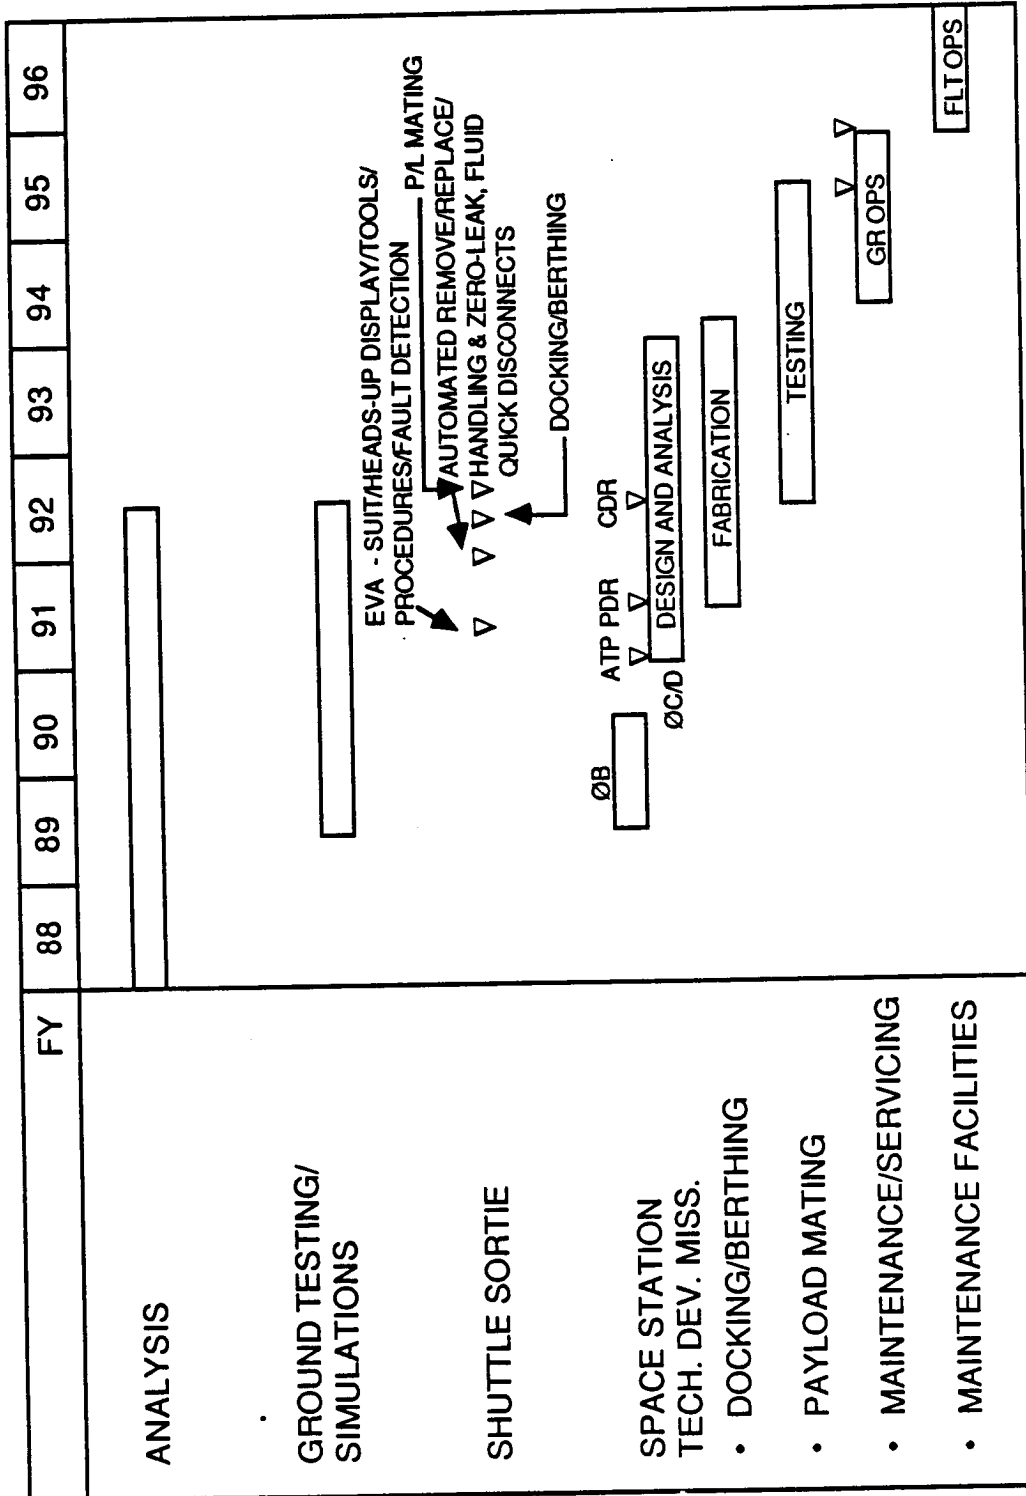 FY 88 89 90 91 92 93 94 95 96
ANALYSIS
GROUND TESTING/
SIMULATIONS
SHUTTLE SORTIE
EVA - SUIT/HEADS-UP DISPLAY/TOOLS/
PROCEDURES/FAULT DETECTION
P/L MATING
AUTOMATED REMOVE/REPLACE/
HANDLING & ZERO-LEAK, FLUID
QUICK DISCONNECTS
DOCKING/BERTHING
SPACE STATION
TECH. DEV. MISS.
• DOCKING/BERTHING
• PAYLOAD MATING
• MAINTENANCE/SERVICING
• MAINTENANCE FACILITIES
ØB
ATP PDR CDR
ØC/D
DESIGN AND ANALYSIS
FABRICATION
TESTING
GR OPS
FLT OPS